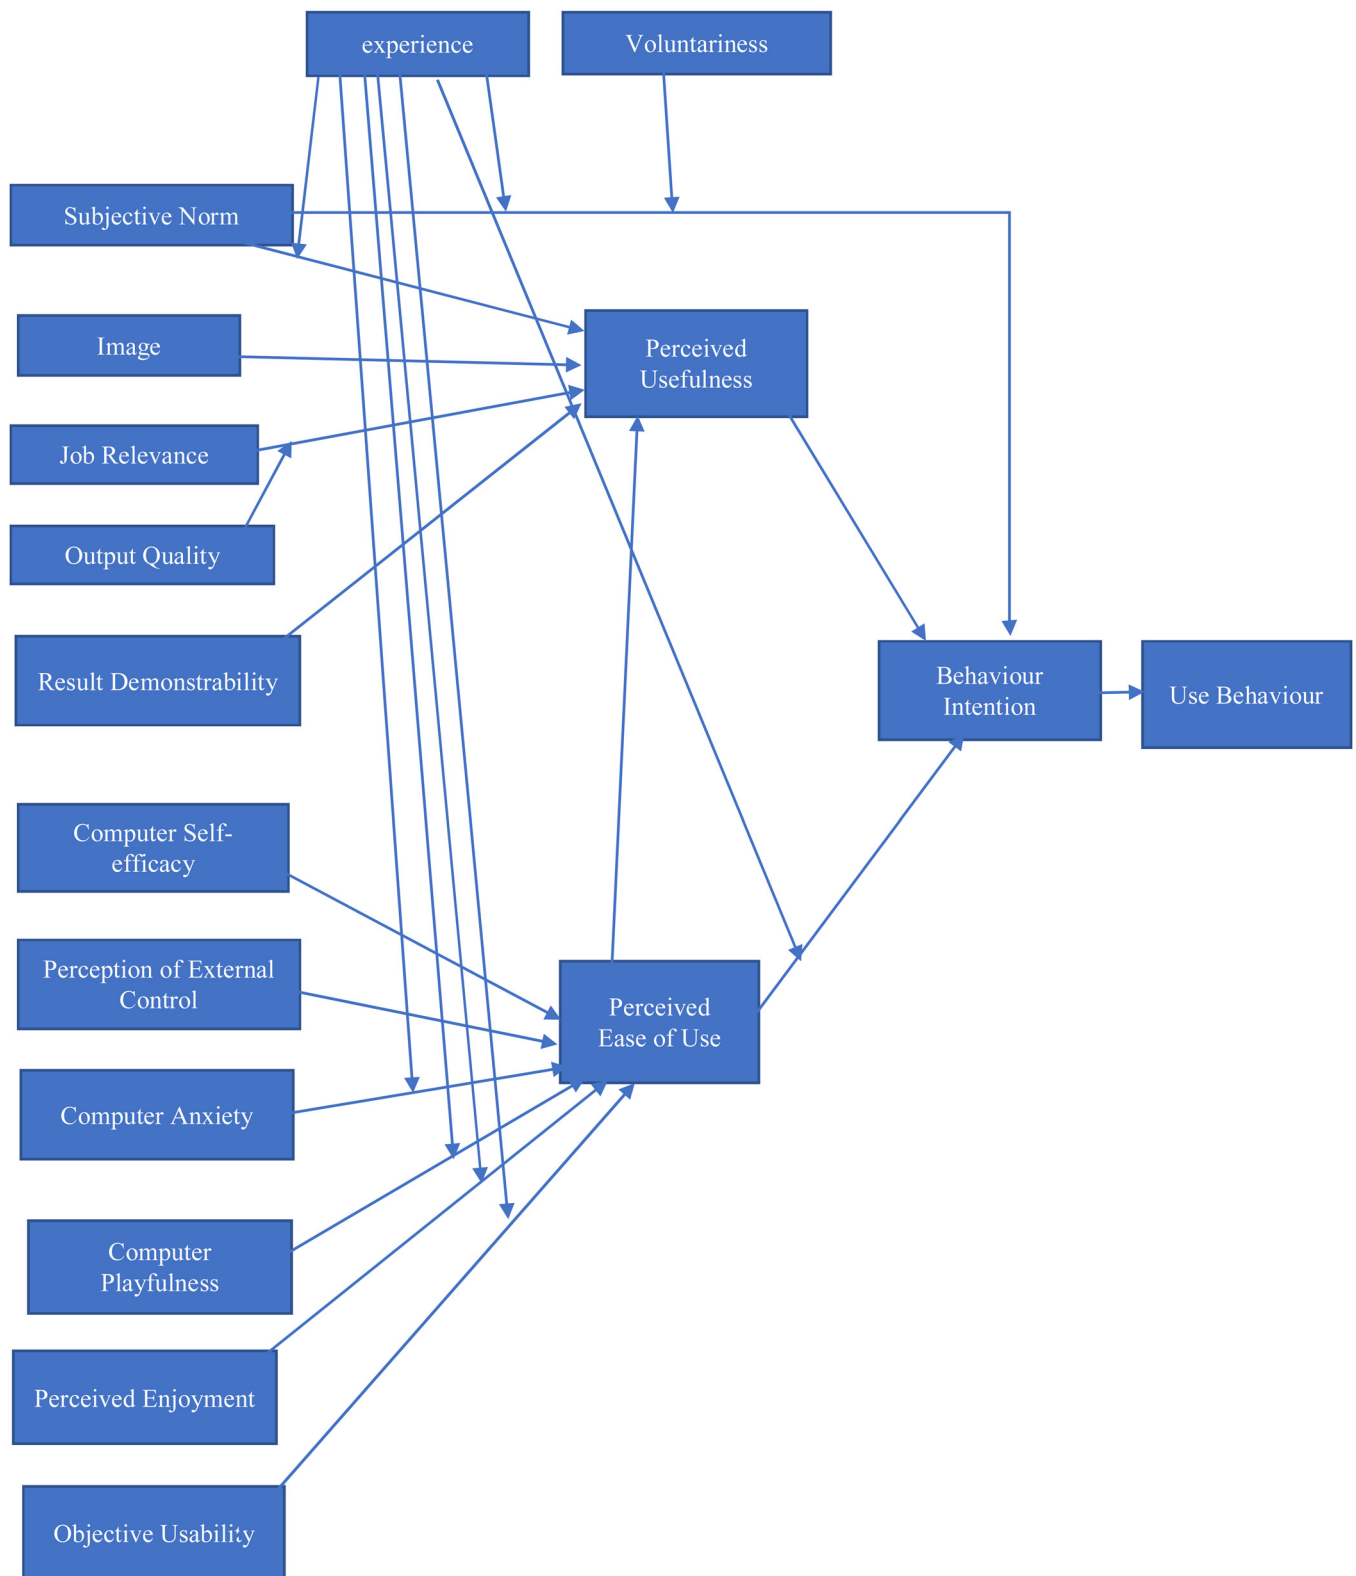 experience
Voluntariness
Subjective Norm
Image
Perceived
Usefulness
Job Relevance
Output Quality
Result Demonstrability
Behaviour
Intention
Use Behaviour
Computer Self-
efficacy
Perception of External
Control
Perceived
Ease of Use
Computer Anxiety
Computer
Playfulness
Perceived Enjoyment
Objective Usability